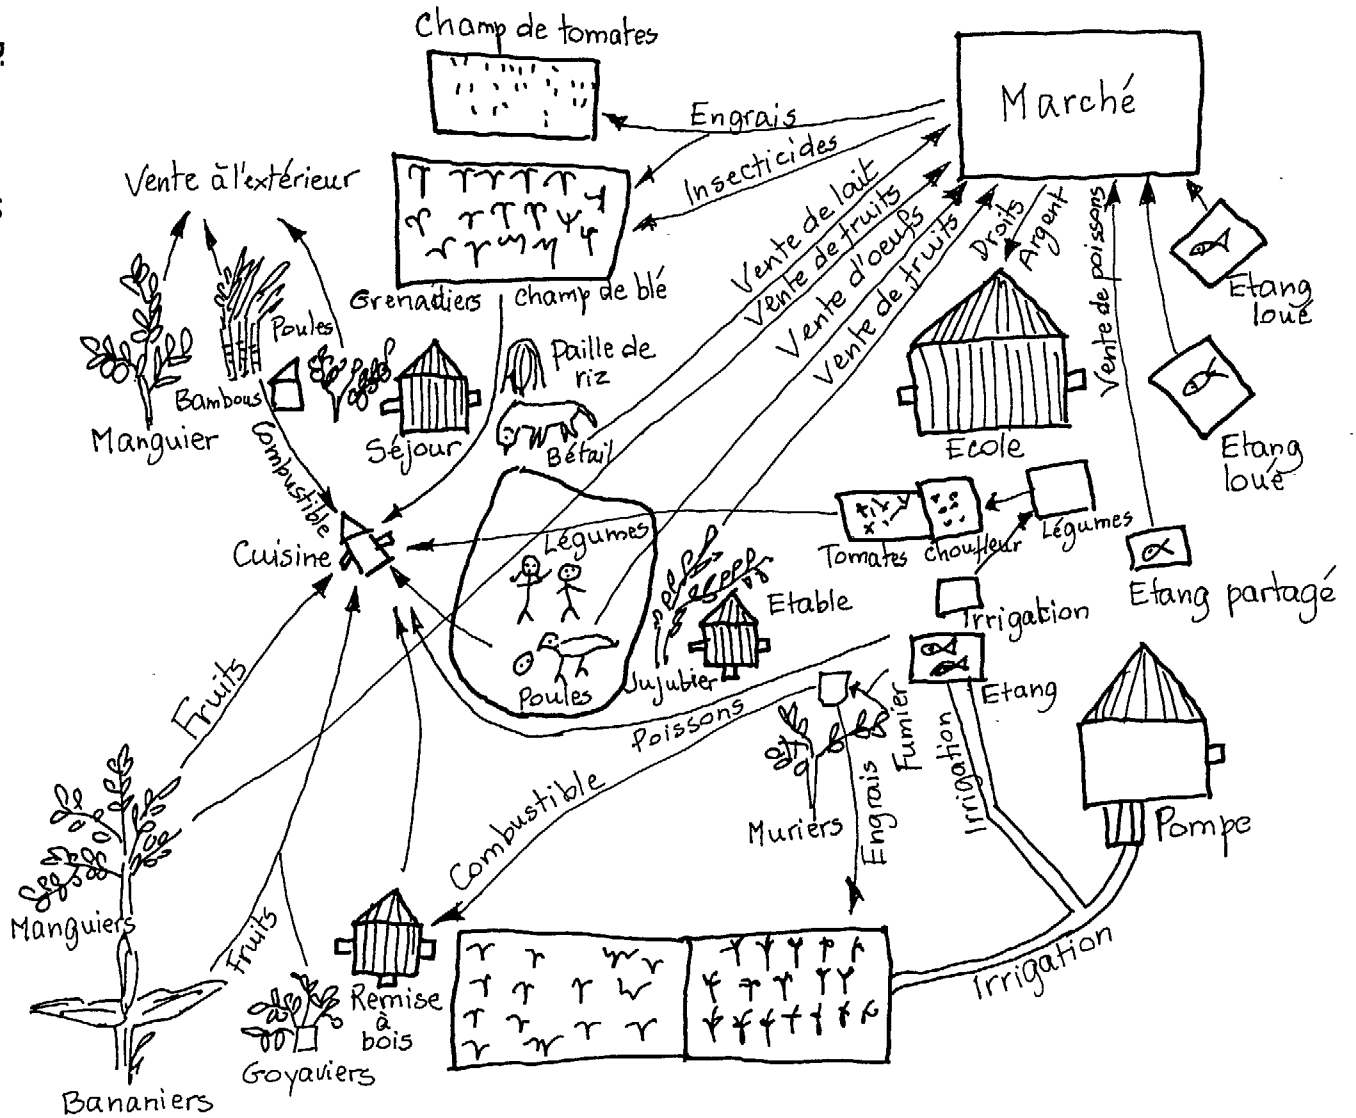 Champ de tomates
Marché
Engrais
Insecticides
Vente à l'extérieur
Vente de lait
Vente de fruits
Vente d'oeufs
Vente de fruits
Droits
Argent
Vente de poissons
Etang
loué
Grenadiers
Champ de blé
Poules
Paille de
riz
Bambous
Manguier
Séjour
Bétail
Ecole
Etang
loué
Combustible
Cuisine
Légumes
Tomates
Choufleur
Légumes
Etable
Irrigation
Etang partagé
Poules
Jujubier
Etang
Fruits
Poissons
Fumier
Irrigation
Combustible
Muriers
Engrais
Pompe
Manguiers
Fruits
Remise
à
bois
Irrigation
Goyaviers
Bananiers